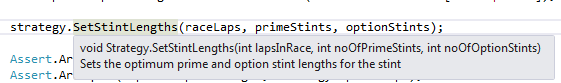 strategy.SetStintLengths(raceLaps, primeStints, optionStints);
void Strategy.SetStintLengths(int lapsInRace, int noOfPrimeStints, int noOfOptionStints)
Sets the optimum prime and option stint lengths for the stint
Assert.Ar
Assert.Ar